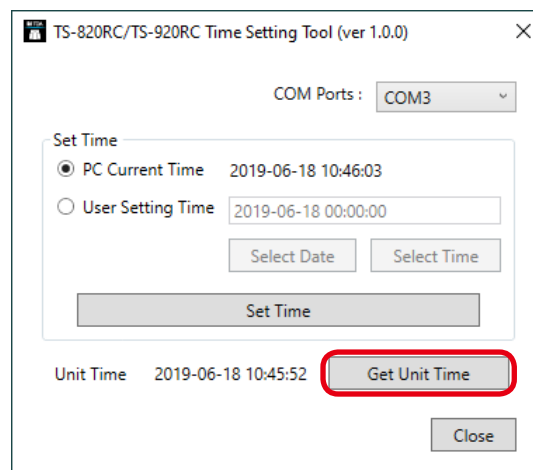 TS-820RC/TS-920RC Time Setting Tool (ver 1.0.0)
COM Ports : COM3
Set Time
PC Current Time 2019-06-18 10:46:03
User Setting Time 2019-06-18 00:00:00
Select Date Select Time
Set Time
Unit Time 2019-06-18 10:45:52 Get Unit Time
Close